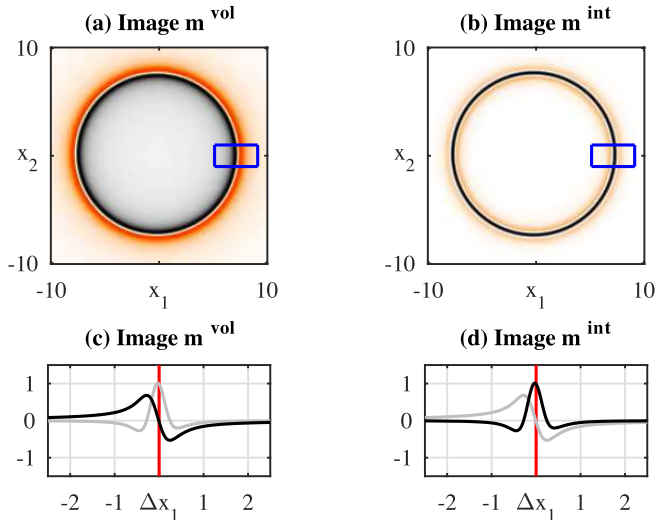 (a) Image m vol
(b) Image m int
10
x2
-10
-10 x1 10
10
x2
-10
-10 x1 10
(c) Image m vol
(d) Image m int
1
0
-1
-2 -1 Δx1 1 2
1
0
-1
-2 -1 Δx1 1 2